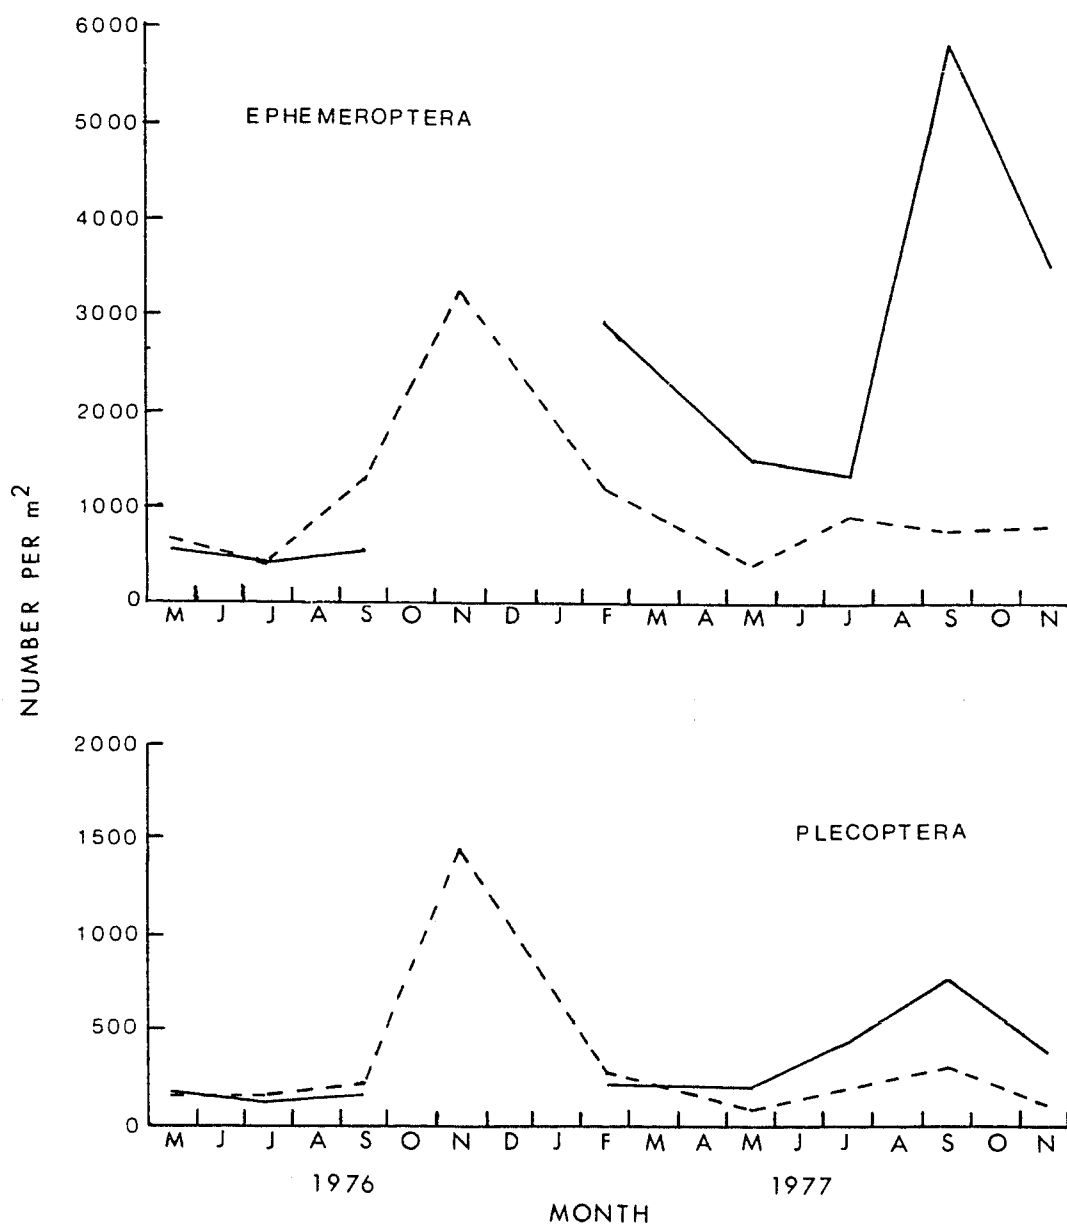 6000
EPHEMEROPTERA
5000
4000
3000
2000
1000
0
M J J A S O N D J F M A M J J A S O N
NUMBER PER m²
2000
1500
PLECOPTERA
1000
500
0
M J J A S O N D J F M A M J J A S O N
1976 1977
MONTH